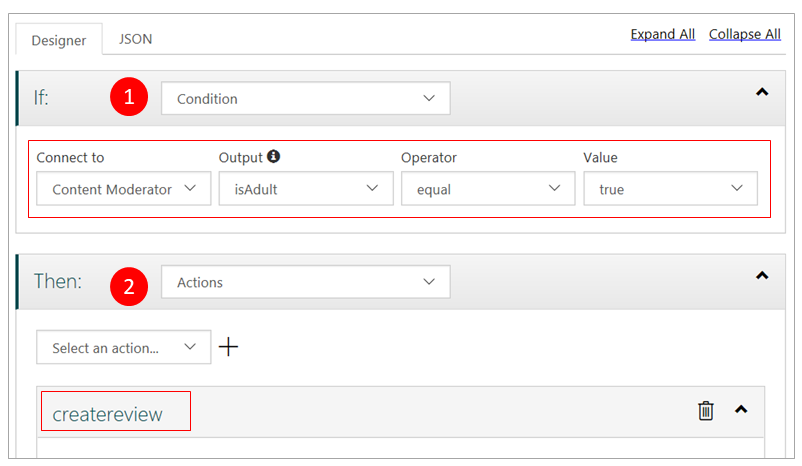 Designer JSON Expand All Collapse All
If: 1 Condition
Connect to Output Operator Value
Content Moderator isAdult equal true
Then: 2 Actions
Select an action...
createreview